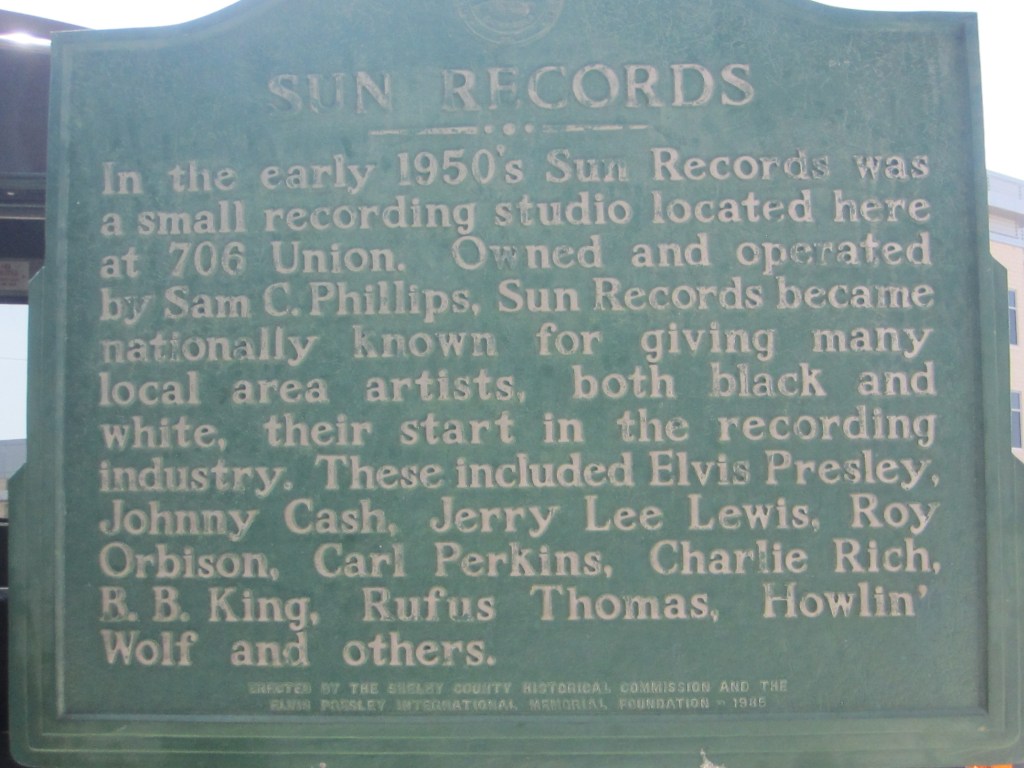 SUN RECORDS
In the early 1950's Sun Records was
a small recording studio located here
at 706 Union. Owned and operated
by Sam C. Phillips, Sun Records became
nationally known for giving many
local area artists, both black and
white, their start in the recording
industry. These included Elvis Presley,
Johnny Cash, Jerry Lee Lewis, Roy
Orbison, Carl Perkins, Charlie Rich,
B. B. King, Rufus Thomas, Howlin'
Wolf and others.
ERECTED BY THE SHELBY COUNTY HISTORICAL COMMISSION AND THE
ELVIS PRESLEY INTERNATIONAL MEMORIAL FOUNDATION - 1985